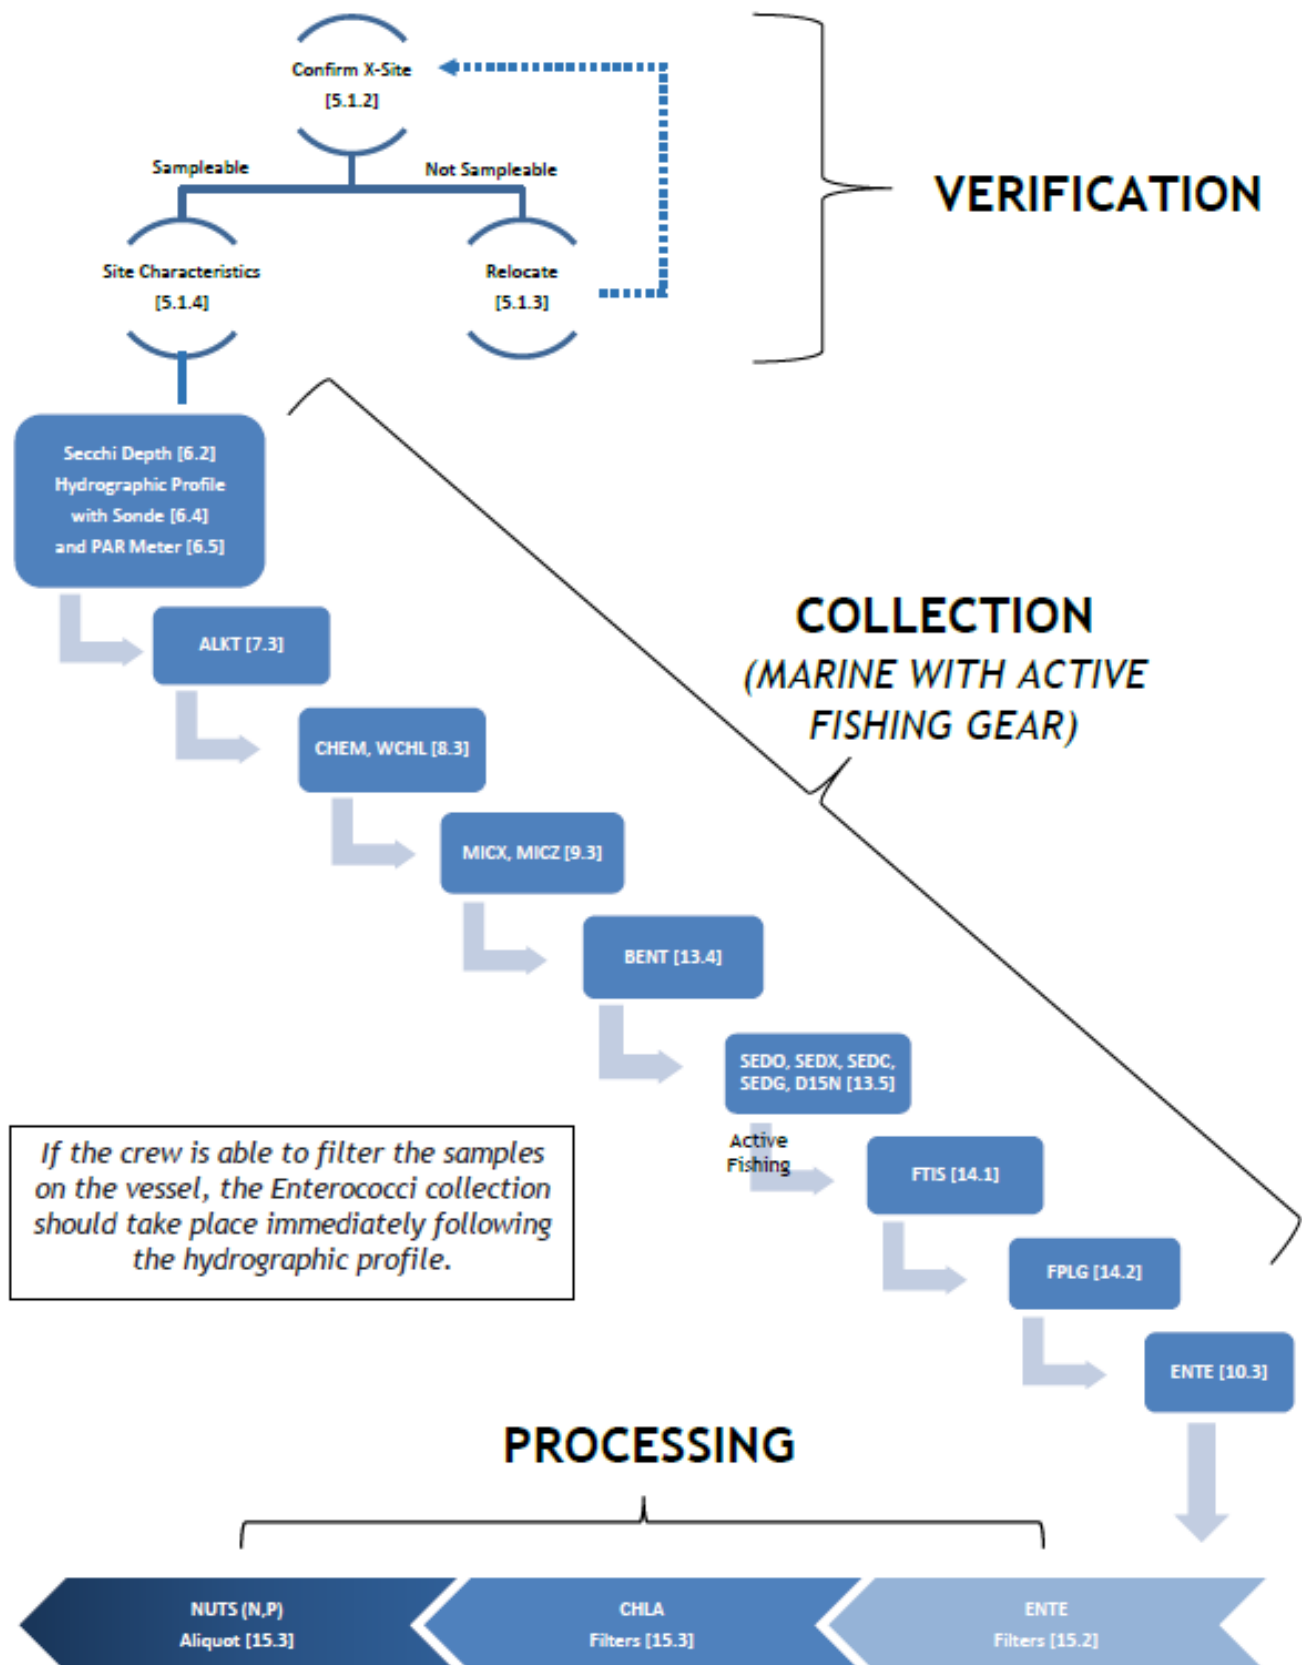 Confirm X-Site
[5.1.2]
Sampleable
Not Sampleable
VERIFICATION
Site Characteristics
[5.1.4]
Relocate
[5.1.3]
Secchi Depth [6.2]
Hydrographic Profile
with Sonde [6.4]
and PAR Meter [6.5]
ALKT [7.3]
COLLECTION
(MARINE WITH ACTIVE
FISHING GEAR)
CHEM, WCHL [8.3]
MICX, MICZ [9.3]
BENT [13.4]
SEDO, SEDX, SEDC,
SEDG, D15N [13.5]
Active
Fishing
If the crew is able to filter the samples
on the vessel, the Enterococci collection
should take place immediately following
the hydrographic profile.
FTIS [14.1]
FPLG [14.2]
ENTE [10.3]
PROCESSING
NUTS (N,P)
Aliquot [15.3]
CHLA
Filters [15.3]
ENTE
Filters [15.2]